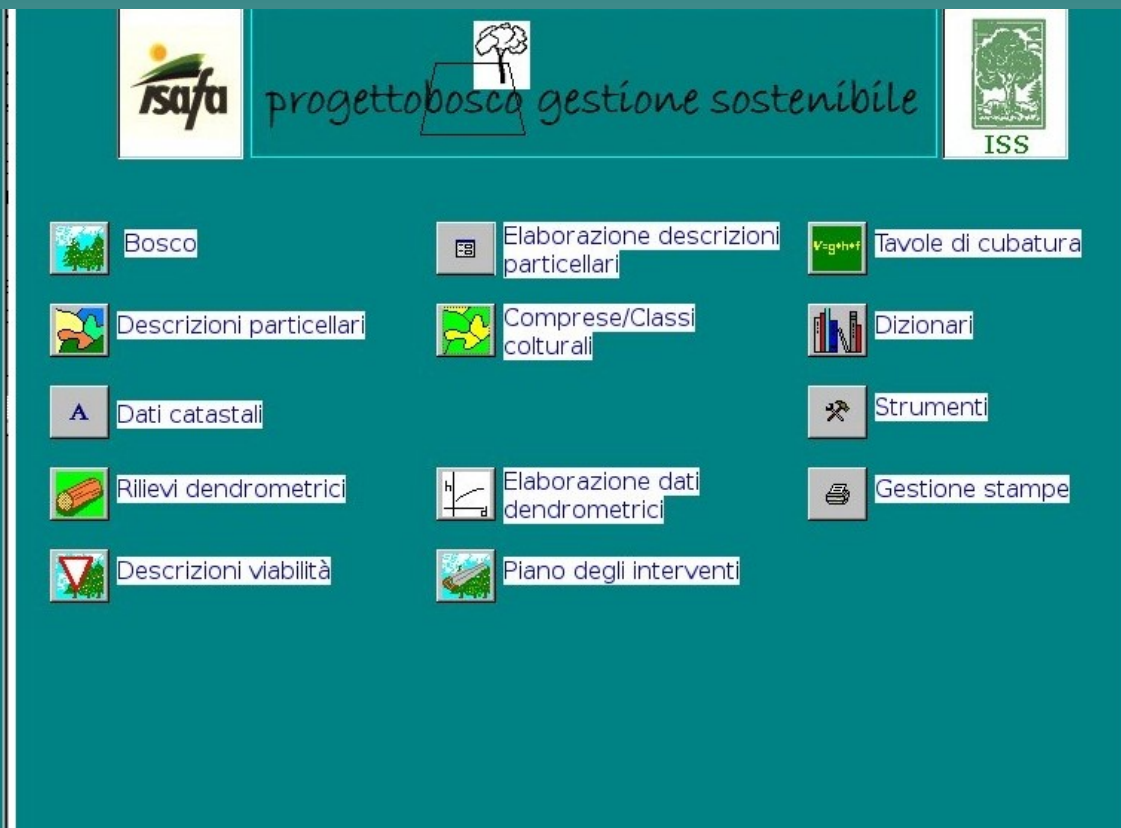 isafa
progettobosco gestione sostenibile
ISS
Bosco
Elaborazione descrizioni
particellari
V=g*h*f
Tavole di cubatura
Descrizioni particellari
Comprese/Classi
colturali
Dizionari
A
Dati catastali
Strumenti
Rilievi dendrometrici
h
d
Elaborazione dati
dendrometrici
Gestione stampe
Descrizioni viabilità
Piano degli interventi